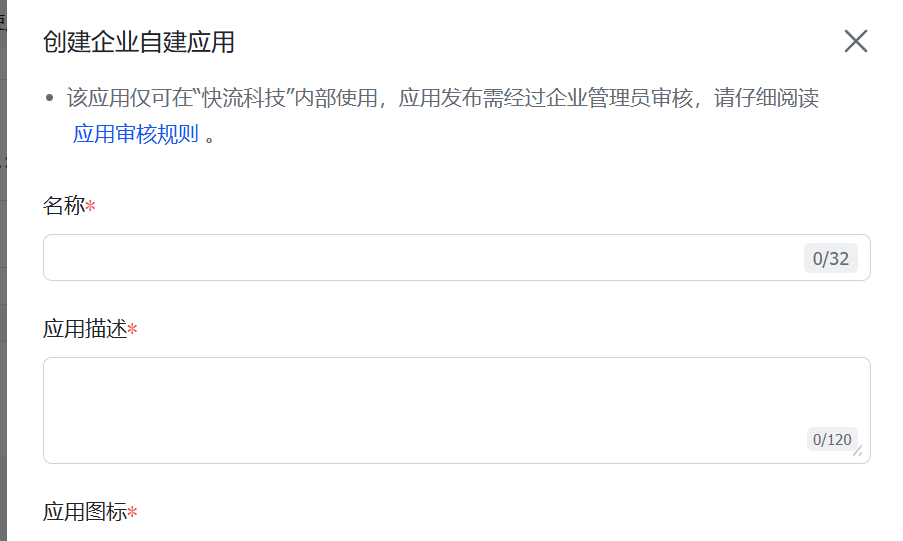 创建企业自建应用
该应用仅可在“快流科技”内部使用，应用发布需经过企业管理员审核，请仔细阅读
应用审核规则 。
名称*
0/32
应用描述*
0/120
应用图标*